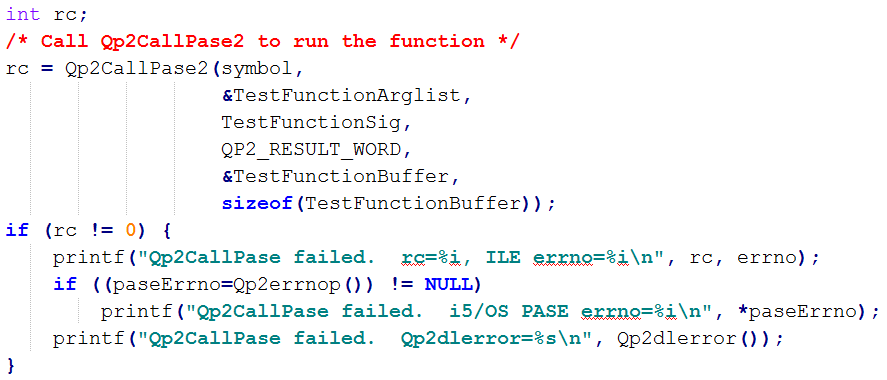 int rc;
/* Call Qp2CallPase2 to run the function */
rc = Qp2CallPase2(symbol,
                  &TestFunctionArglist,
                  TestFunctionSig,
                  QP2_RESULT_WORD,
                  &TestFunctionBuffer,
                  sizeof(TestFunctionBuffer));
if (rc != 0) {
    printf("Qp2CallPase failed.  rc=%i, ILE errno=%i\n", rc, errno);
    if ((paseErrno=Qp2errnop()) != NULL)
        printf("Qp2CallPase failed.  i5/OS PASE errno=%i\n", *paseErrno);
    printf("Qp2CallPase failed.  Qp2dlerror=%s\n", Qp2dlerror());
}